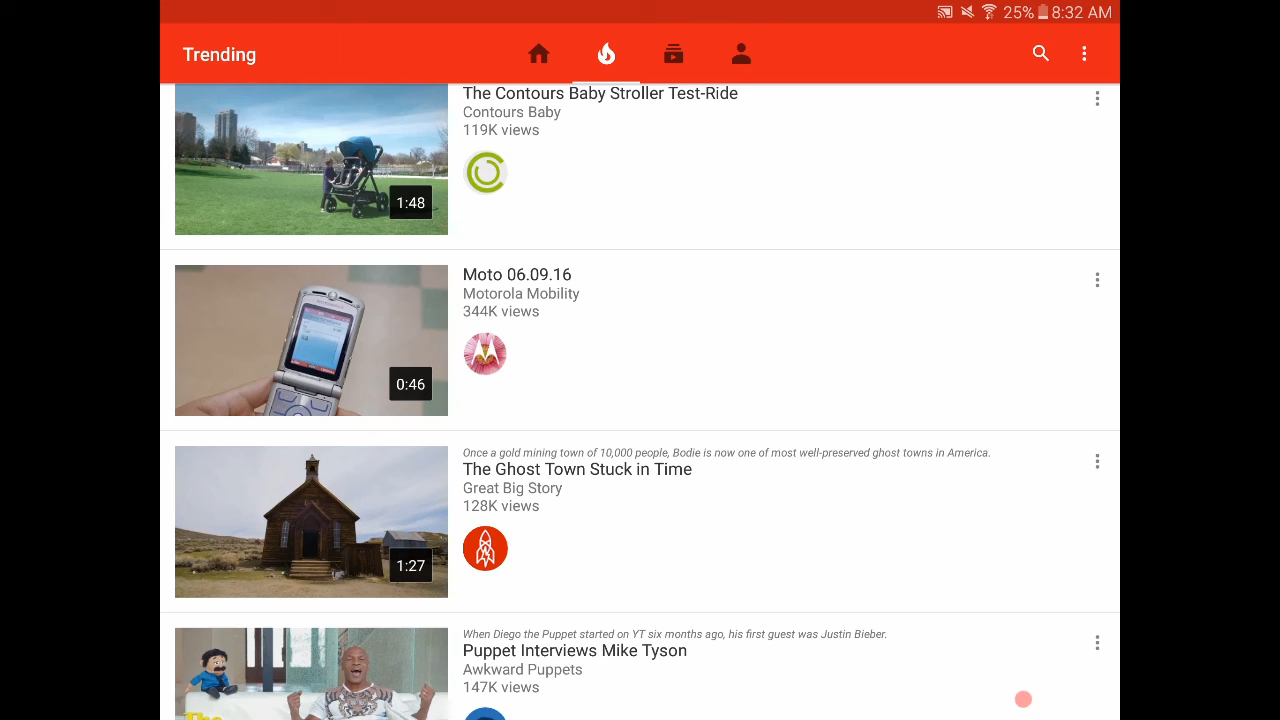 25% 8:32 AM
Trending
The Contours Baby Stroller Test-Ride
Contours Baby
119K views
1:48
Moto 06.09.16
Motorola Mobility
344K views
0:46
Once a gold mining town of 10,000 people, Bodie is now one of most well-preserved ghost towns in America.
The Ghost Town Stuck in Time
Great Big Story
128K views
1:27
When Diego the Puppet started on YT six months ago, his first guest was Justin Bieber.
Puppet Interviews Mike Tyson
Awkward Puppets
147K views
The